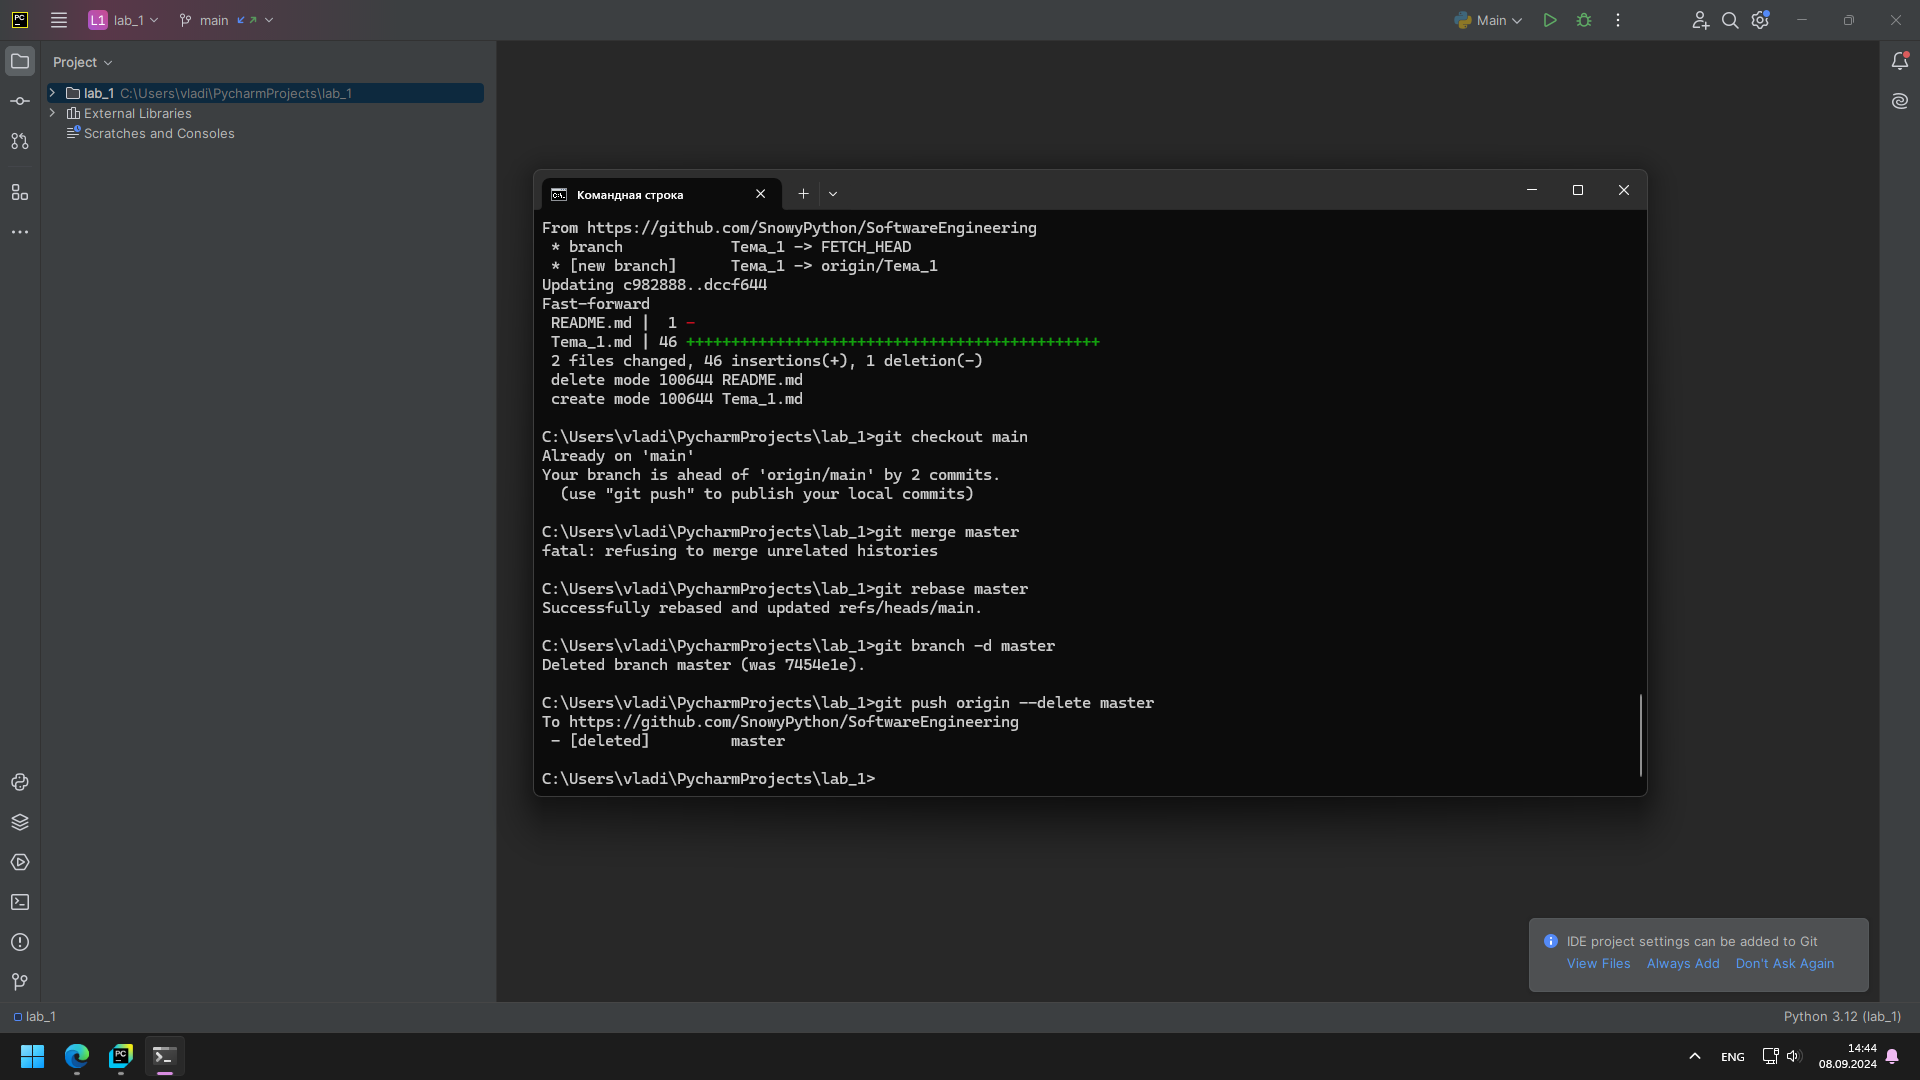 PC
L1 lab_1
main
Main
Project
lab_1 C:\Users\vladi\PycharmProjects\lab_1
External Libraries
Scratches and Consoles
Командная строка
From https://github.com/SnowyPython/SoftwareEngineering
* branch Тема_1 -> FETCH_HEAD
* [new branch] Тема_1 -> origin/Тема_1
Updating c982888..dccf644
Fast-forward
README.md | 1 -
Tema_1.md | 46 ++++++++++++++++++++++++++++++++++++++++++++++
2 files changed, 46 insertions(+), 1 deletion(-)
delete mode 100644 README.md
create mode 100644 Tema_1.md
C:\Users\vladi\PycharmProjects\lab_1>git checkout main
Already on 'main'
Your branch is ahead of 'origin/main' by 2 commits.
(use "git push" to publish your local commits)
C:\Users\vladi\PycharmProjects\lab_1>git merge master
fatal: refusing to merge unrelated histories
C:\Users\vladi\PycharmProjects\lab_1>git rebase master
Successfully rebased and updated refs/heads/main.
C:\Users\vladi\PycharmProjects\lab_1>git branch -d master
Deleted branch master (was 7454e1e).
C:\Users\vladi\PycharmProjects\lab_1>git push origin --delete master
To https://github.com/SnowyPython/SoftwareEngineering
- [deleted] master
C:\Users\vladi\PycharmProjects\lab_1>
IDE project settings can be added to Git
View Files Always Add Don't Ask Again
lab_1
Python 3.12 (lab_1)
PC
ENG
14:44
08.09.2024